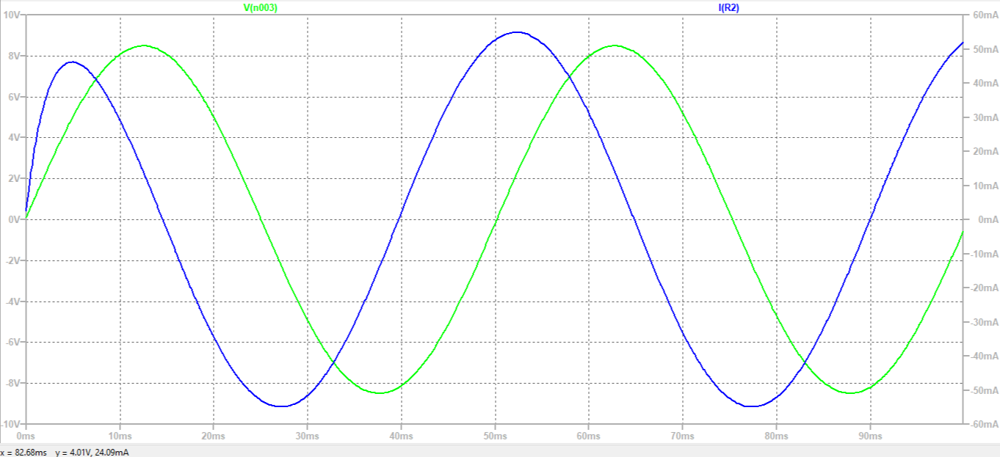 V(n003) I(R2)
10V 60mA
8V 50mA
6V 40mA
4V 30mA
2V 20mA
0V 10mA
-2V 0mA
-4V -10mA
-6V -20mA
-8V -30mA
-10V -40mA
-50mA
-60mA
0ms 10ms 20ms 30ms 40ms 50ms 60ms 70ms 80ms 90ms
x = 82.68ms y = 4.01V, 24.09mA